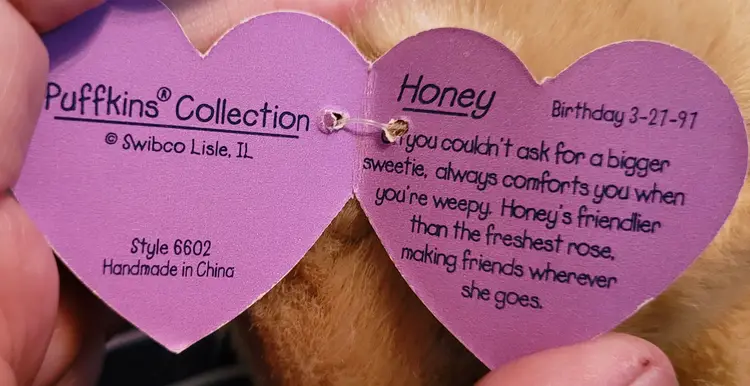 Puffkins® Collection
© Swibco Lisle, IL
Style 6602
Handmade in China
Honey
Birthday 3-27-97
you couldn't ask for a bigger
sweetie, always comforts you when
you're weepy. Honey's friendlier
than the freshest rose,
making friends wherever
she goes.